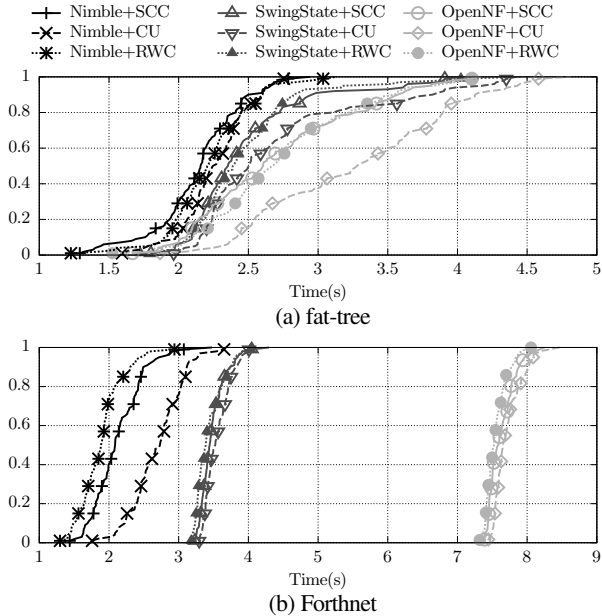 Nimble+SCC SwingState+SCC OpenNF+SCC
Nimble+CU SwingState+CU OpenNF+CU
Nimble+RWC SwingState+RWC OpenNF+RWC
1
0.8
0.6
0.4
0.2
0
1 1.5 2 2.5 3 3.5 4 4.5 5
Time(s)
(a) fat-tree
1
0.8
0.6
0.4
0.2
0
1 2 3 4 5 6 7 8 9
Time(s)
(b) Forthnet